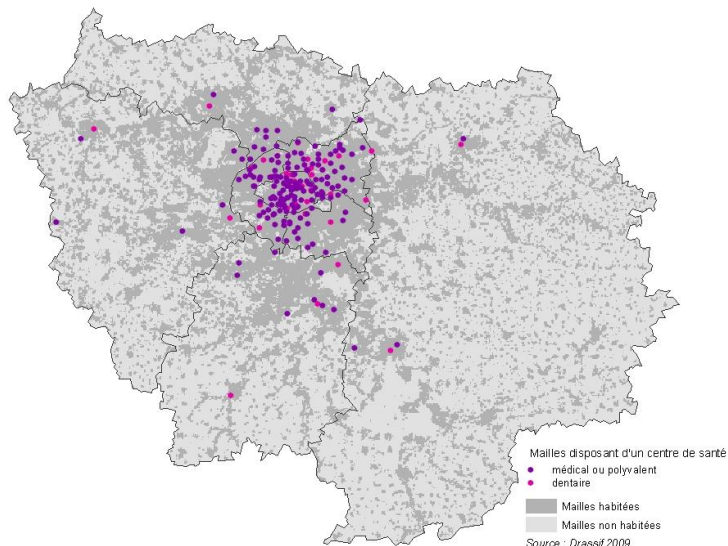 Mailles disposant d'un centre de santé
médical ou polyvalent
dentaire
Mailles habitées
Mailles non habitées
Source : Drassif 2009